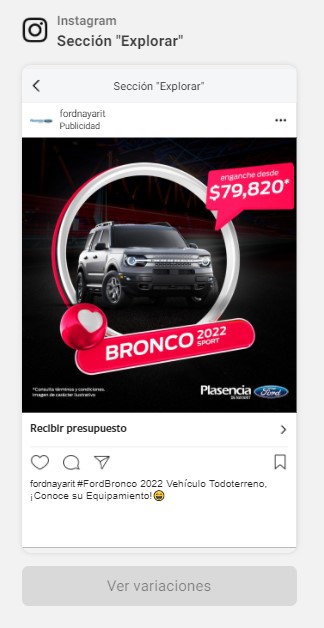 Instagram
Sección "Explorar"
Sección "Explorar"
fordnayarit
Publicidad
enganche desde
$79,820*
BRONCO 2022
SPORT
*Consulta términos y condiciones.
Imagen de carácter ilustrativo
Plasencia
DE NAYARIT
Ford
Recibir presupuesto
fordnayarit #FordBronco 2022 Vehículo Todoterreno,
¡Conoce su Equipamiento!😄
Ver variaciones